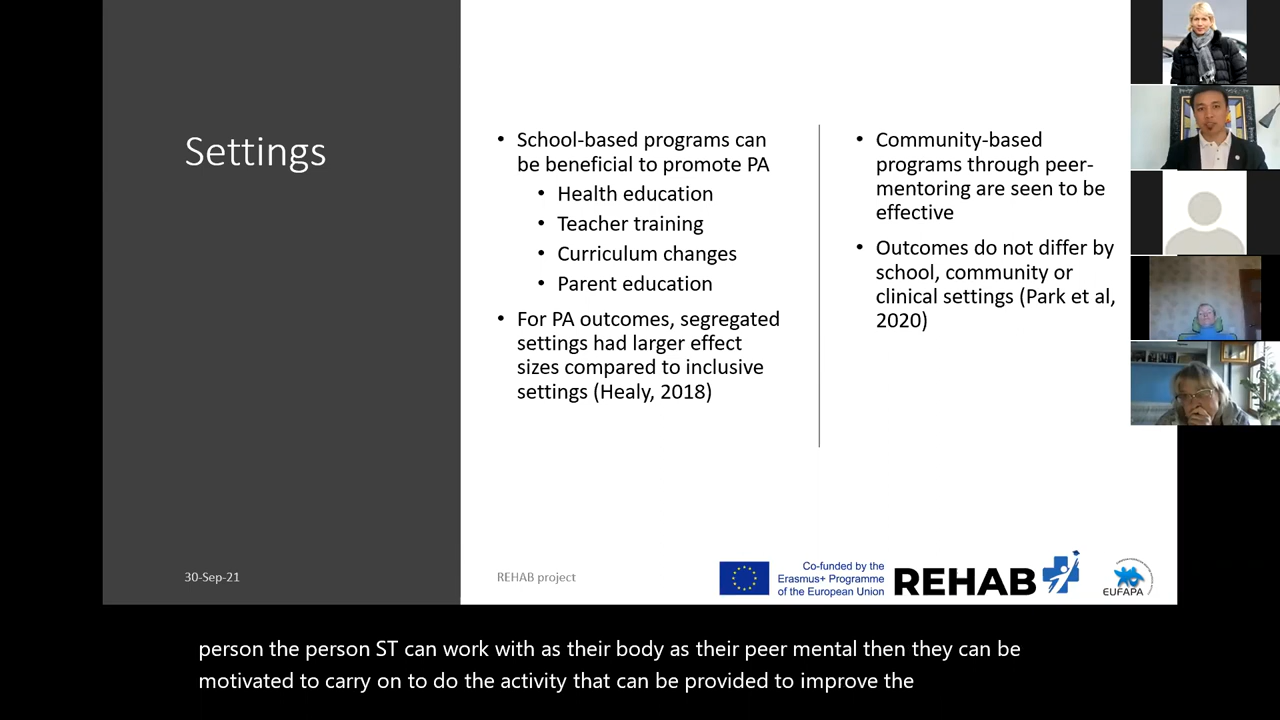 Settings
• School-based programs can
be beneficial to promote PA
• Health education
• Teacher training
• Curriculum changes
• Parent education
• For PA outcomes, segregated
settings had larger effect
sizes compared to inclusive
settings (Healy, 2018)
• Community-based
programs through peer-
mentoring are seen to be
effective
• Outcomes do not differ by
school, community or
clinical settings (Park et al,
2020)
30-Sep-21
REHAB project
Co-funded by the
Erasmus+ Programme
of the European Union
REHAB
EUFAPA
person the person ST can work with as their body as their peer mental then they can be
motivated to carry on to do the activity that can be provided to improve the